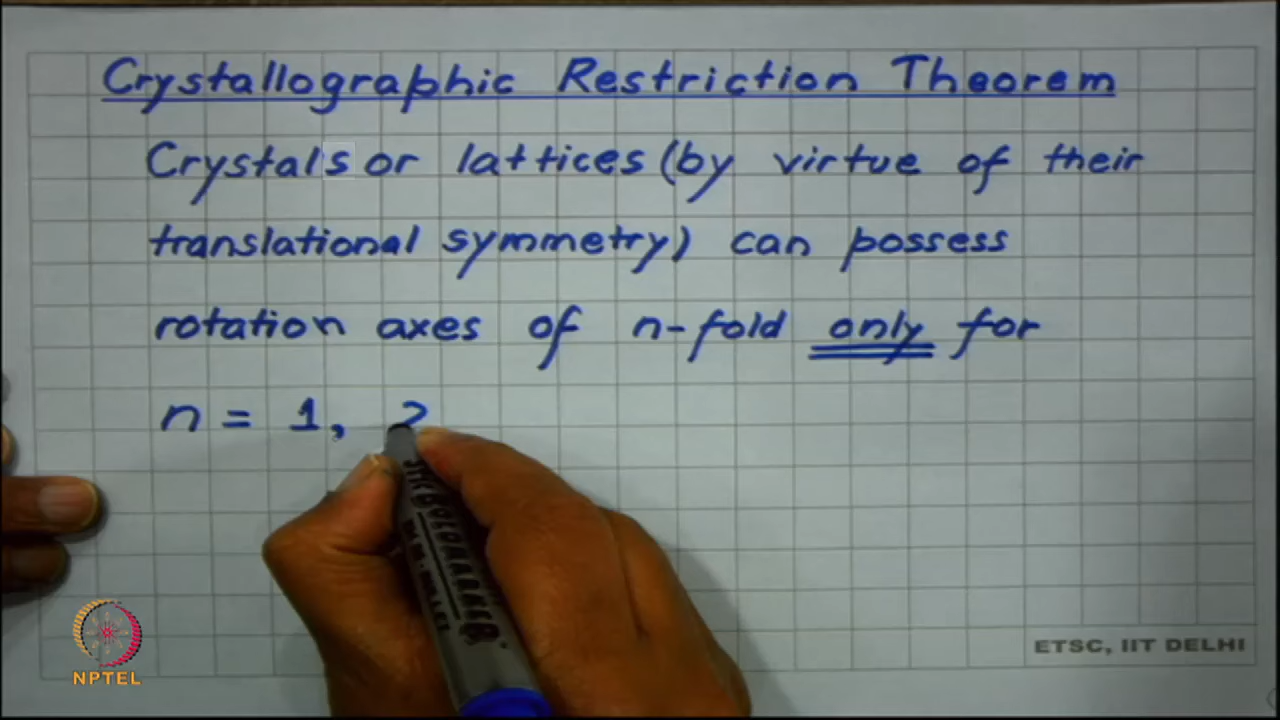 Crystallographic Restriction Theorem
Crystals or lattices (by virtue of their
translational symmetry) can possess
rotation axes of n-fold only for
n = 1, 2
ETSC, IIT DELHI
NPTEL